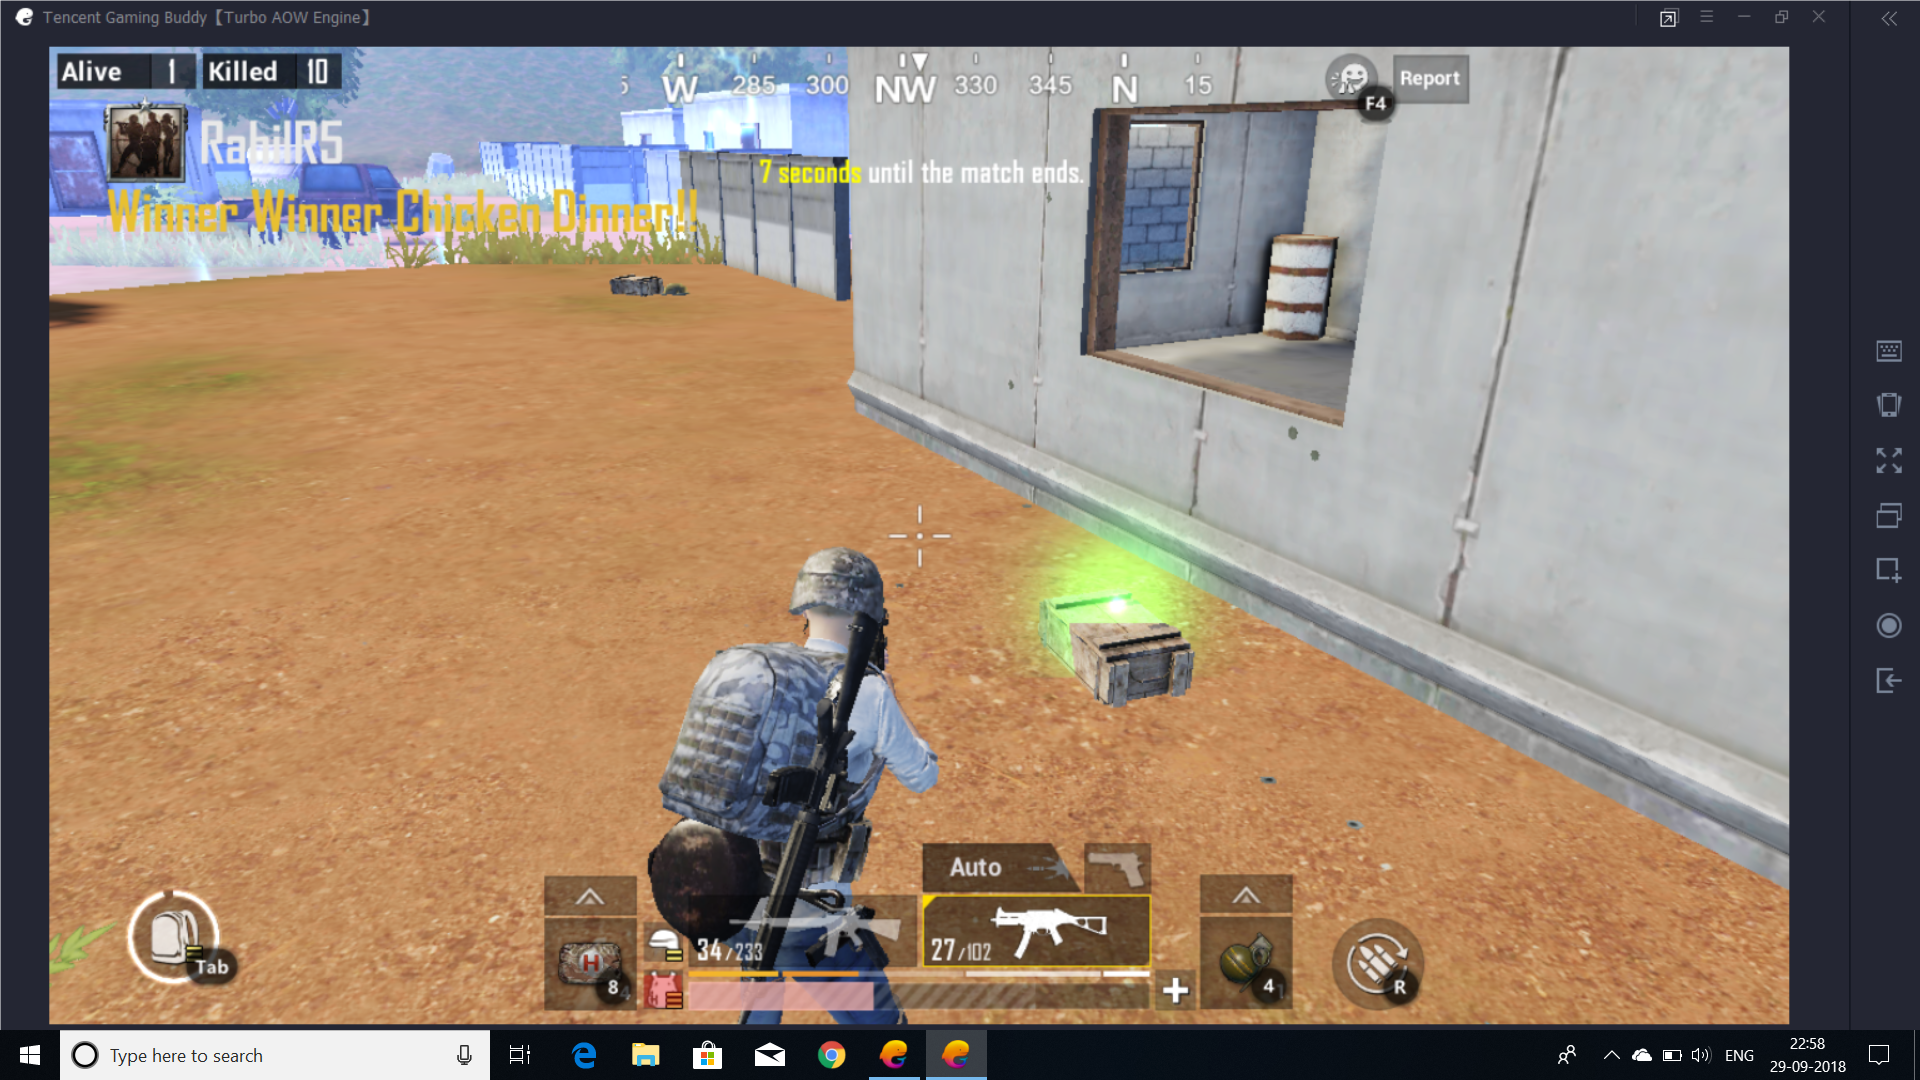 Tencent Gaming Buddy【Turbo AOW Engine】
Alive 1 Killed 10
W 285 300 NW 330 345 N 15
Report
F4
RahilR5
7 seconds until the match ends.
Winner Winner Chicken Dinner!!
Auto
Tab
H
8
34/233
27/102
4
R
Type here to search
ENG
22:58
29-09-2018